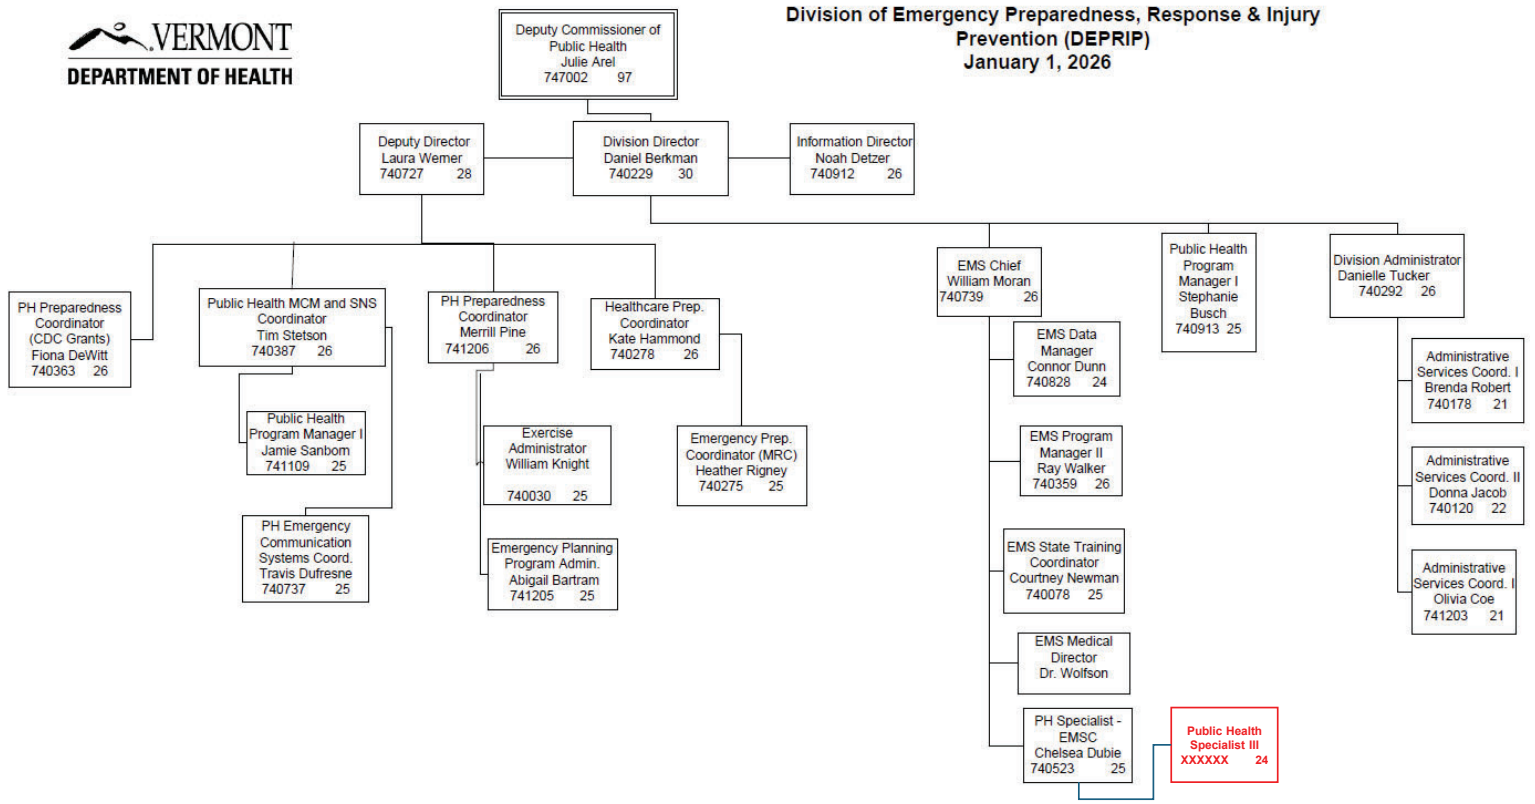 VERMONT
DEPARTMENT OF HEALTH
Division of Emergency Preparedness, Response & Injury
Prevention (DEPRIP)
January 1, 2026
Deputy Commissioner of
Public Health
Julie Arel
747002 97
Deputy Director
Laura Werner
740727 28
Division Director
Daniel Berkman
740229 30
Information Director
Noah Detzer
740912 26
PH Preparedness
Coordinator
(CDC Grants)
Fiona DeWitt
740363 26
Public Health MCM and SNS
Coordinator
Tim Stetson
740387 26
PH Preparedness
Coordinator
Merrill Pine
741206 26
Healthcare Prep.
Coordinator
Kate Hammond
740278 26
EMS Chief
William Moran
740739 26
Public Health
Program
Manager I
Stephanie
Busch
740913 25
Division Administrator
Danielle Tucker
740292 26
Public Health
Program Manager I
Jamie Sanborn
741109 25
PH Emergency
Communication
Systems Coord.
Travis Dufresne
740737 25
Exercise
Administrator
William Knight
740030 25
Emergency Planning
Program Admin.
Abigail Bartram
741205 25
Emergency Prep.
Coordinator (MRC)
Heather Rigney
740275 25
EMS Data
Manager
Connor Dunn
740828 24
EMS Program
Manager II
Ray Walker
740359 26
EMS State Training
Coordinator
Courtney Newman
740078 25
EMS Medical
Director
Dr. Wolfson
PH Specialist -
EMSC
Chelsea Dubie
740523 25
Public Health
Specialist III
XXXXXX 24
Administrative
Services Coord. I
Brenda Robert
740178 21
Administrative
Services Coord. II
Donna Jacob
740120 22
Administrative
Services Coord. I
Olivia Coe
741203 21